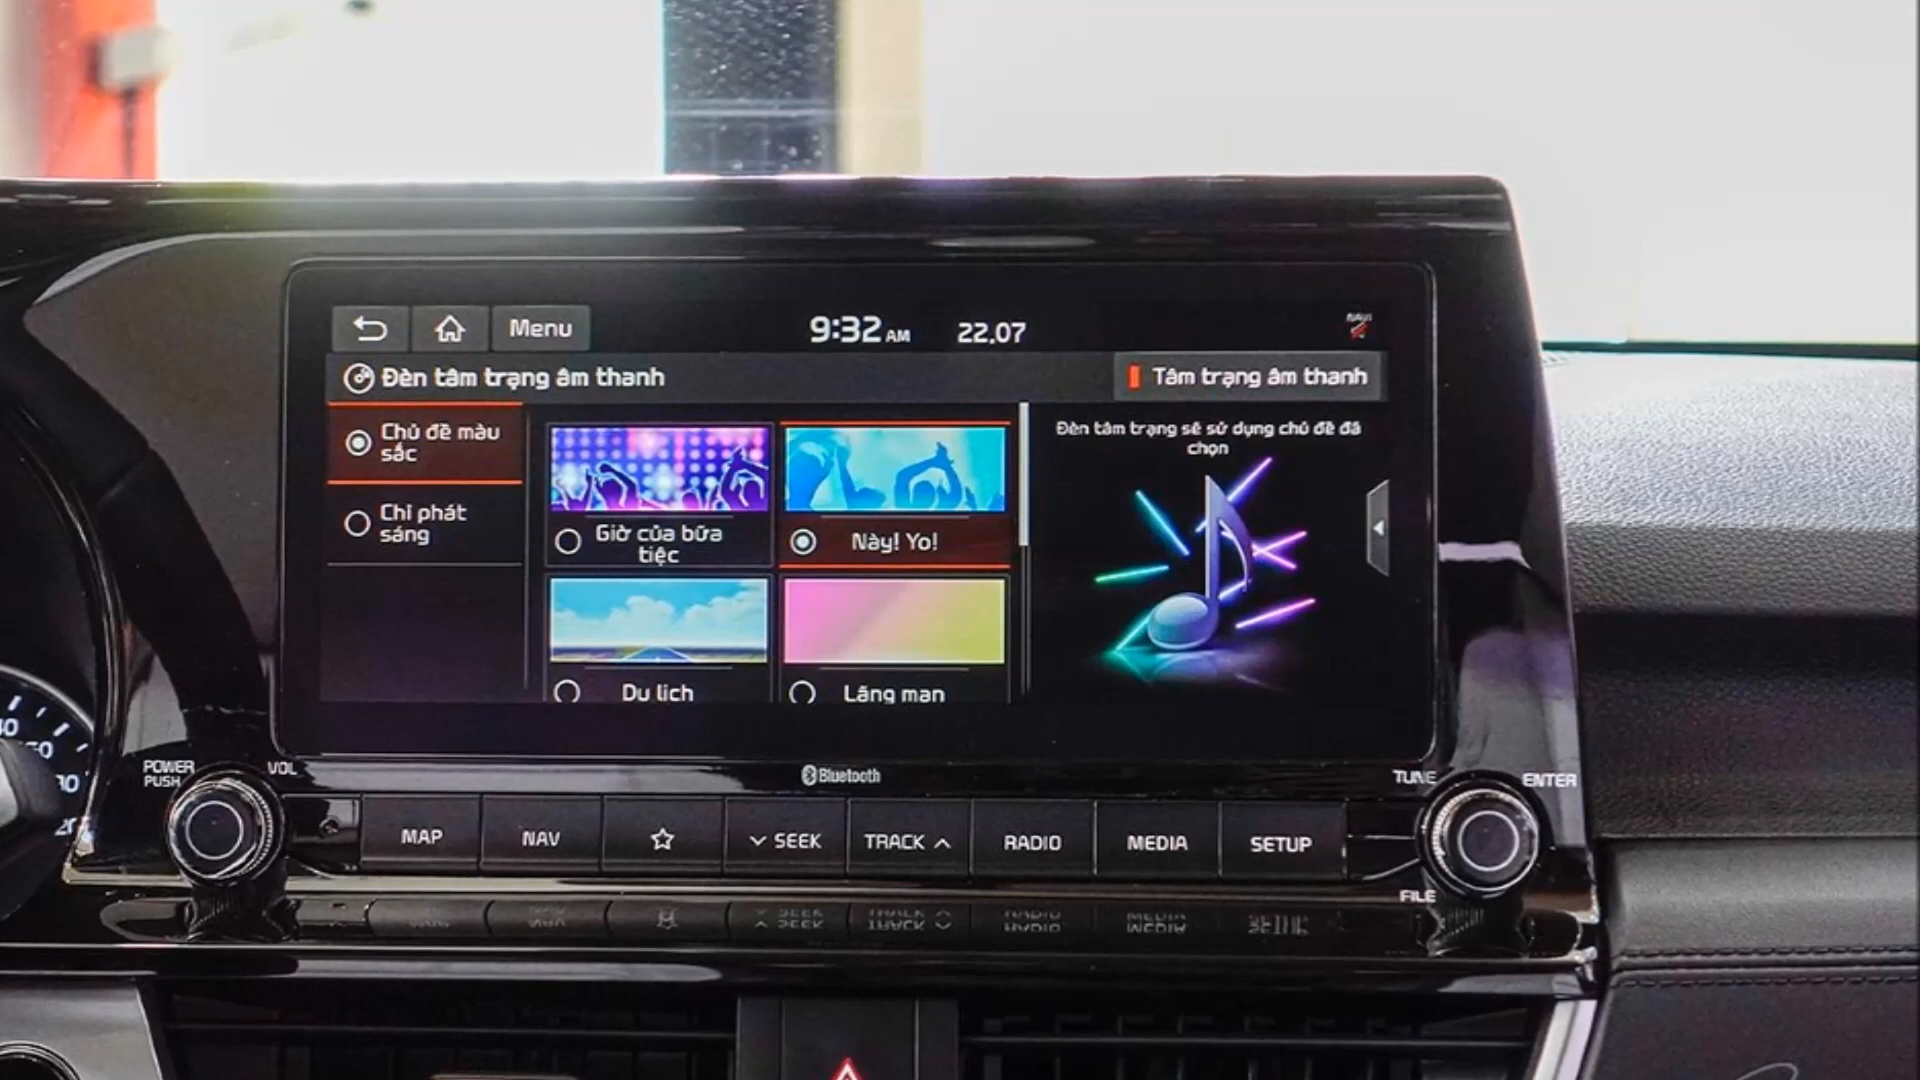 Menu
9:32 AM
22.07
NAVI
Đèn tâm trạng âm thanh
Tâm trạng âm thanh
Chủ đề màu
sắc
Chỉ phát
sáng
Giờ của bữa
tiệc
Này! Yo!
Du lịch
Lãng mạn
Đèn tâm trạng sẽ sử dụng chủ đề đã
chọn
POWER
PUSH
VOL
Bluetooth
TUNE
ENTER
MAP
NAV
SEEK
TRACK
RADIO
MEDIA
SETUP
FILE